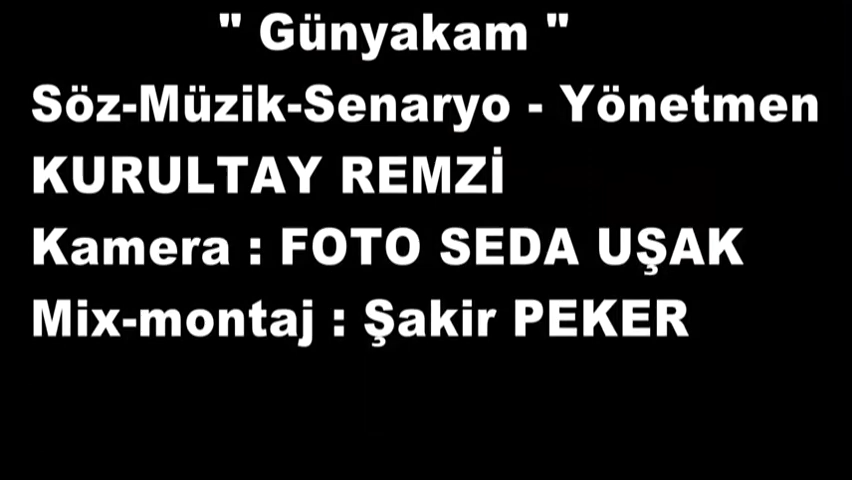 " Günyakam "
Söz-Müzik-Senaryo - Yönetmen
KURULTAY REMZİ
Kamera : FOTO SEDA UŞAK
Mix-montaj : Şakir PEKER